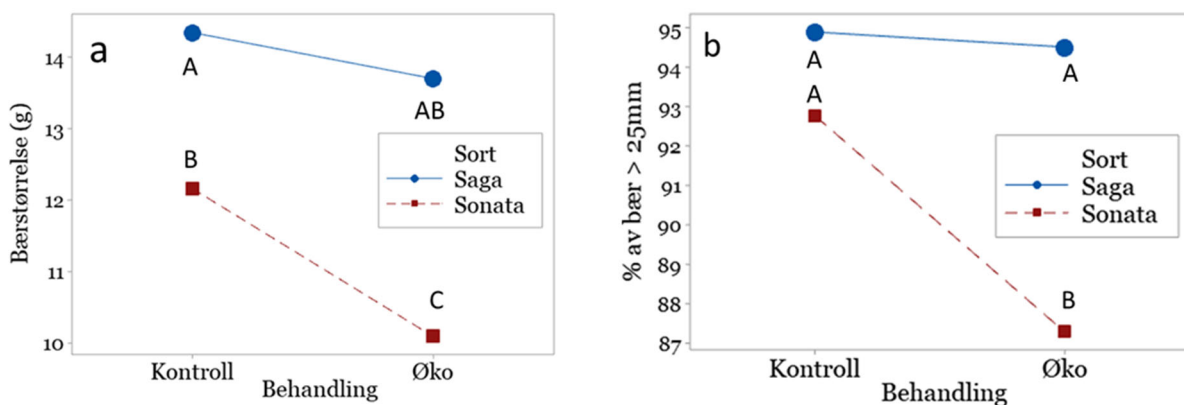 a
Bærstørrelse (g)
14
13
12
11
10
A
AB
B
C
Sort
Saga
Sonata
Kontroll
Øko
Behandling
b
% av bær > 25mm
95
94
93
92
91
90
89
88
87
A
A
A
B
Sort
Saga
Sonata
Kontroll
Øko
Behandling